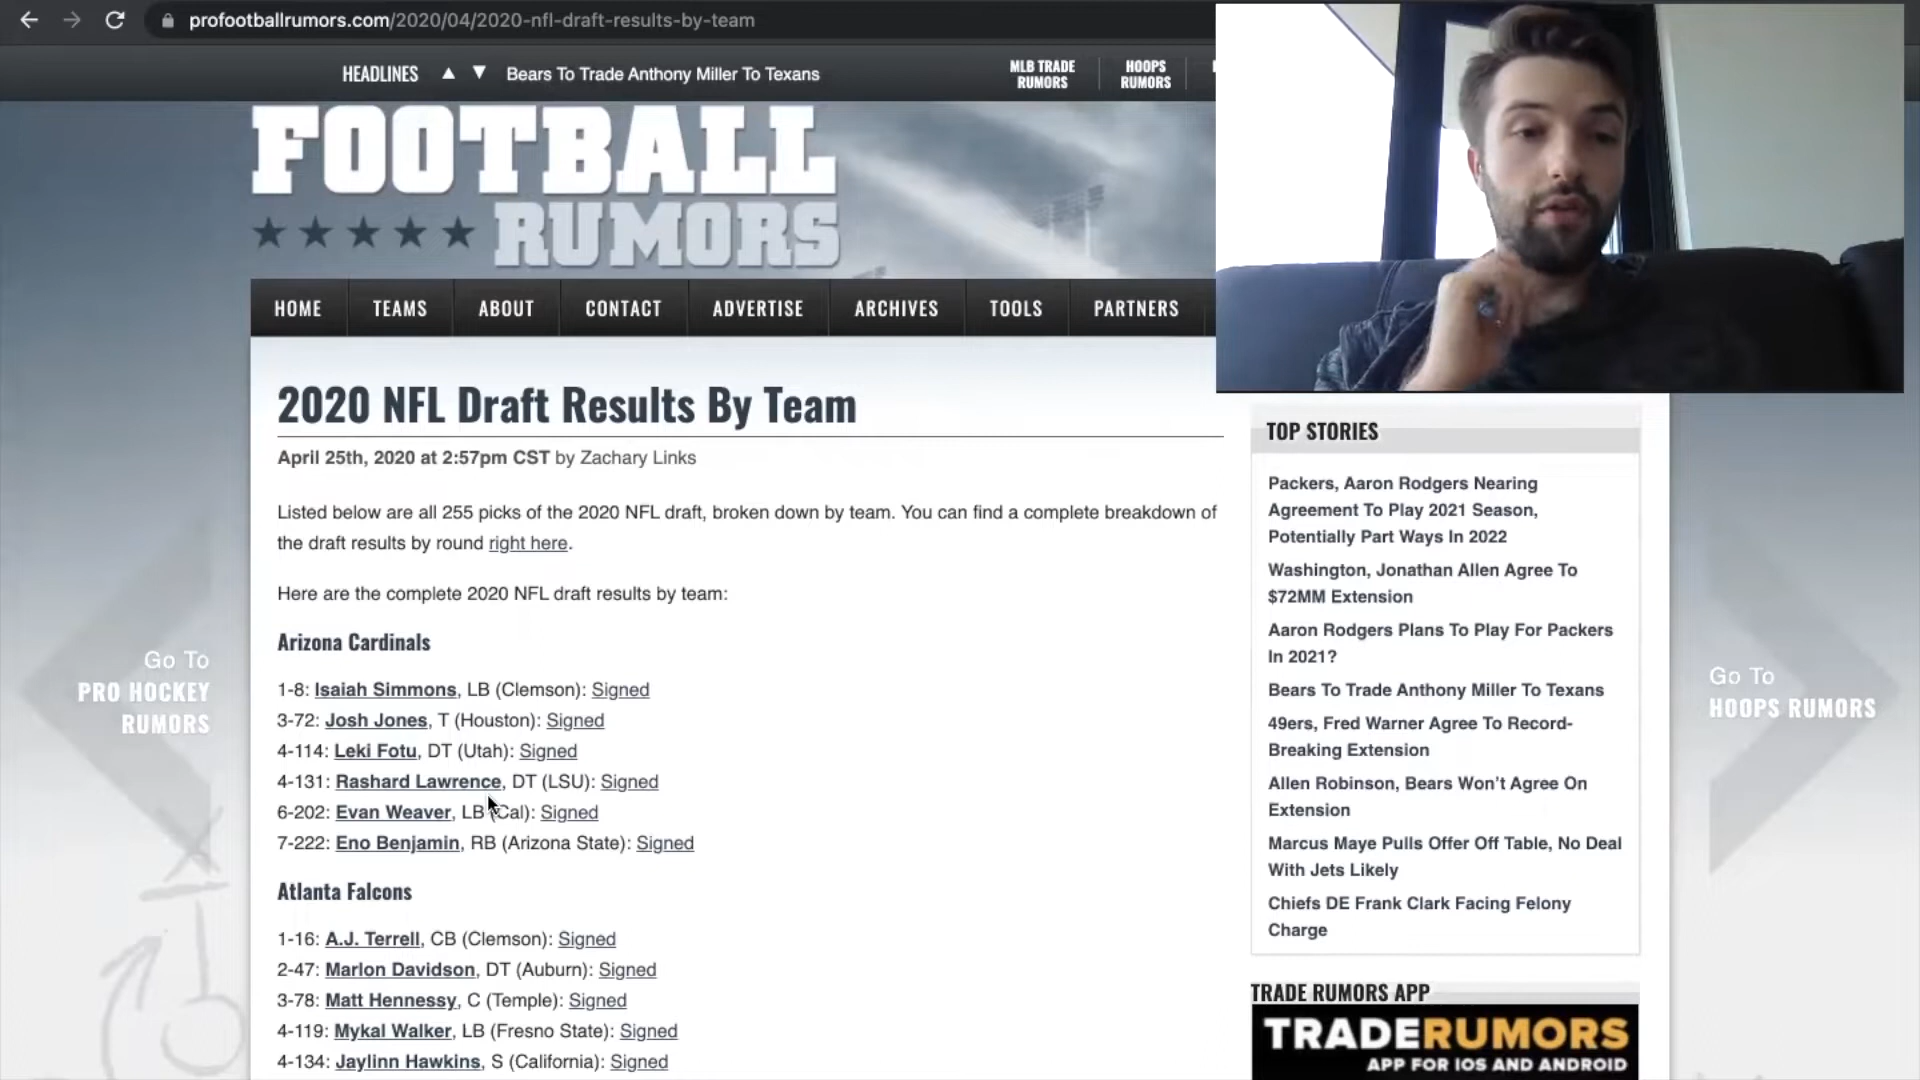 profootballrumors.com/2020/04/2020-nfl-draft-results-by-team
HEADLINES ▲ ▼ Bears To Trade Anthony Miller To Texans
MLB TRADE
RUMORS
HOOPS
RUMORS
FOOTBALL
RUMORS
HOME TEAMS ABOUT CONTACT ADVERTISE ARCHIVES TOOLS PARTNERS
2020 NFL Draft Results By Team
April 25th, 2020 at 2:57pm CST by Zachary Links
Listed below are all 255 picks of the 2020 NFL draft, broken down by team. You can find a complete breakdown of
the draft results by round right here.
Here are the complete 2020 NFL draft results by team:
Arizona Cardinals
1-8: Isaiah Simmons, LB (Clemson): Signed
3-72: Josh Jones, T (Houston): Signed
4-114: Leki Fotu, DT (Utah): Signed
4-131: Rashard Lawrence, DT (LSU): Signed
6-202: Evan Weaver, LB (Cal): Signed
7-222: Eno Benjamin, RB (Arizona State): Signed
Atlanta Falcons
1-16: A.J. Terrell, CB (Clemson): Signed
2-47: Marlon Davidson, DT (Auburn): Signed
3-78: Matt Hennessy, C (Temple): Signed
4-119: Mykal Walker, LB (Fresno State): Signed
4-134: Jaylinn Hawkins, S (California): Signed
TOP STORIES
Packers, Aaron Rodgers Nearing
Agreement To Play 2021 Season,
Potentially Part Ways In 2022
Washington, Jonathan Allen Agree To
$72MM Extension
Aaron Rodgers Plans To Play For Packers
In 2021?
Bears To Trade Anthony Miller To Texans
49ers, Fred Warner Agree To Record-
Breaking Extension
Allen Robinson, Bears Won't Agree On
Extension
Marcus Maye Pulls Offer Off Table, No Deal
With Jets Likely
Chiefs DE Frank Clark Facing Felony
Charge
TRADE RUMORS APP
TRADERUMORS
APP FOR IOS AND ANDROID
Go To
PRO HOCKEY
RUMORS
Go To
HOOPS RUMORS